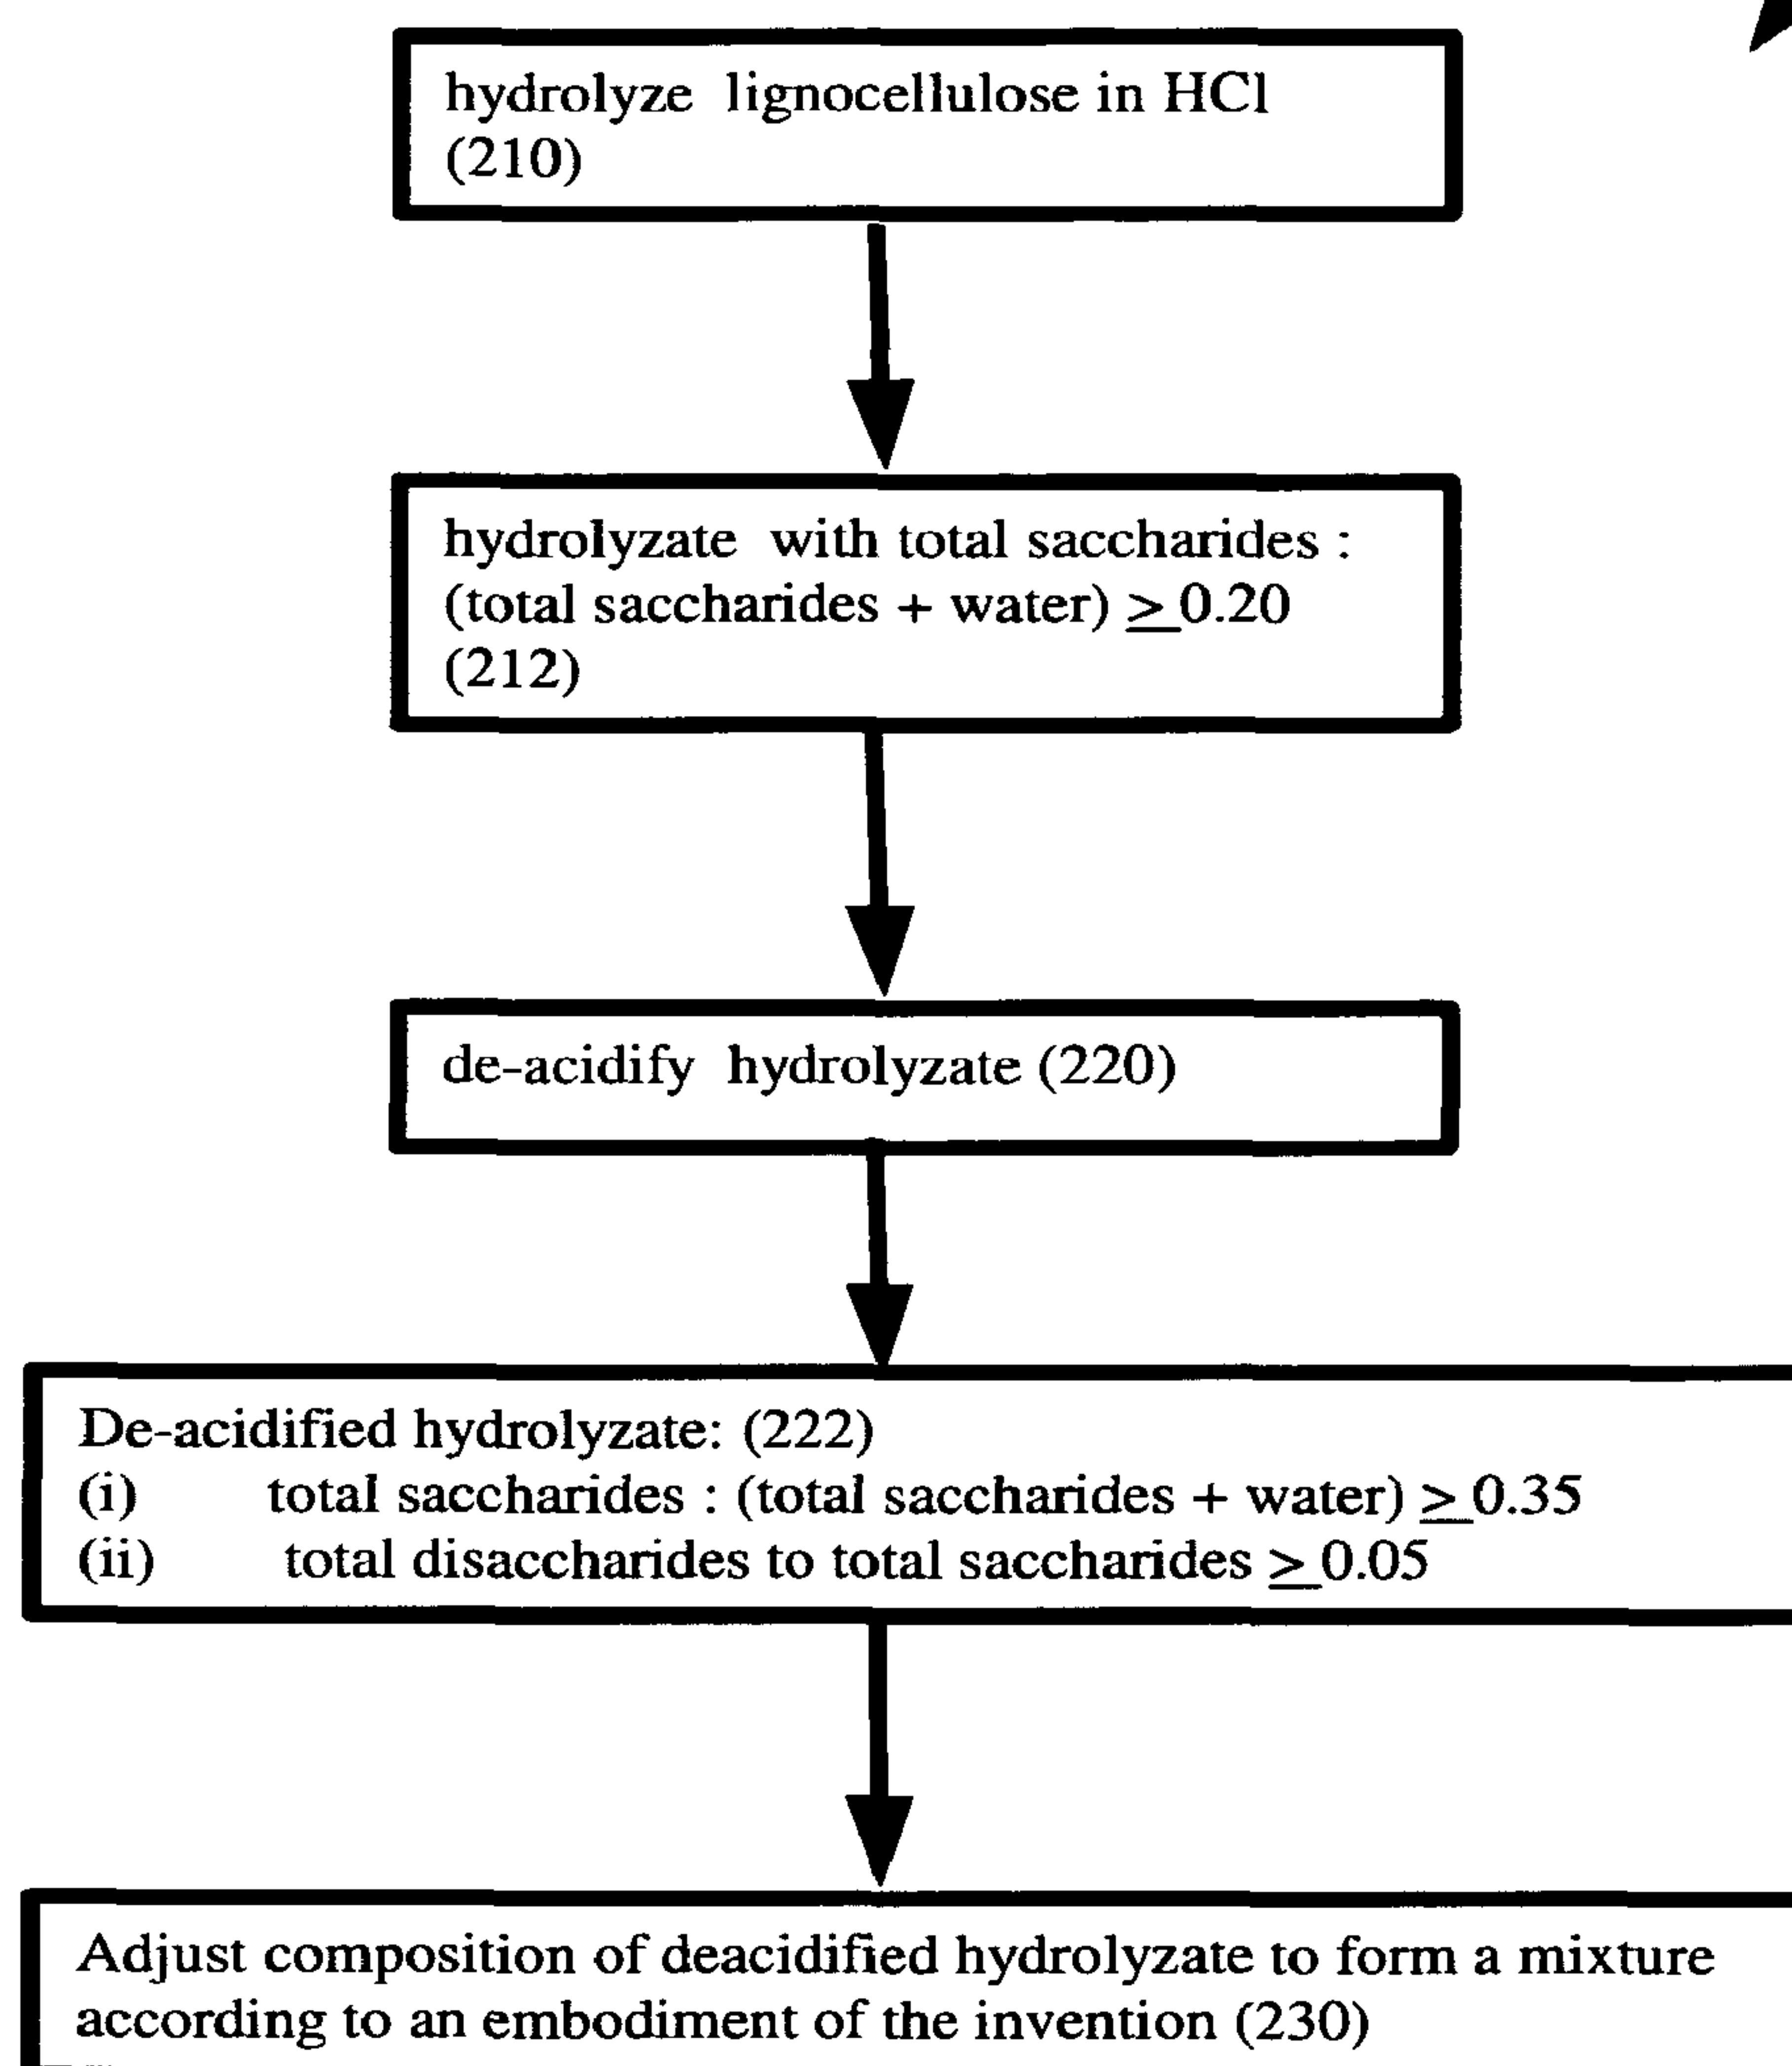 hydrolyze lignocellulose in HCl
(210)
hydrolyzate with total saccharides :
(total saccharides + water) ≥ 0.20
(212)
de-acidify hydrolyzate (220)
De-acidified hydrolyzate: (222)
(i) total saccharides : (total saccharides + water) ≥ 0.35
(ii) total disaccharides to total saccharides ≥ 0.05
Adjust composition of deacidified hydrolyzate to form a mixture
according to an embodiment of the invention (230)